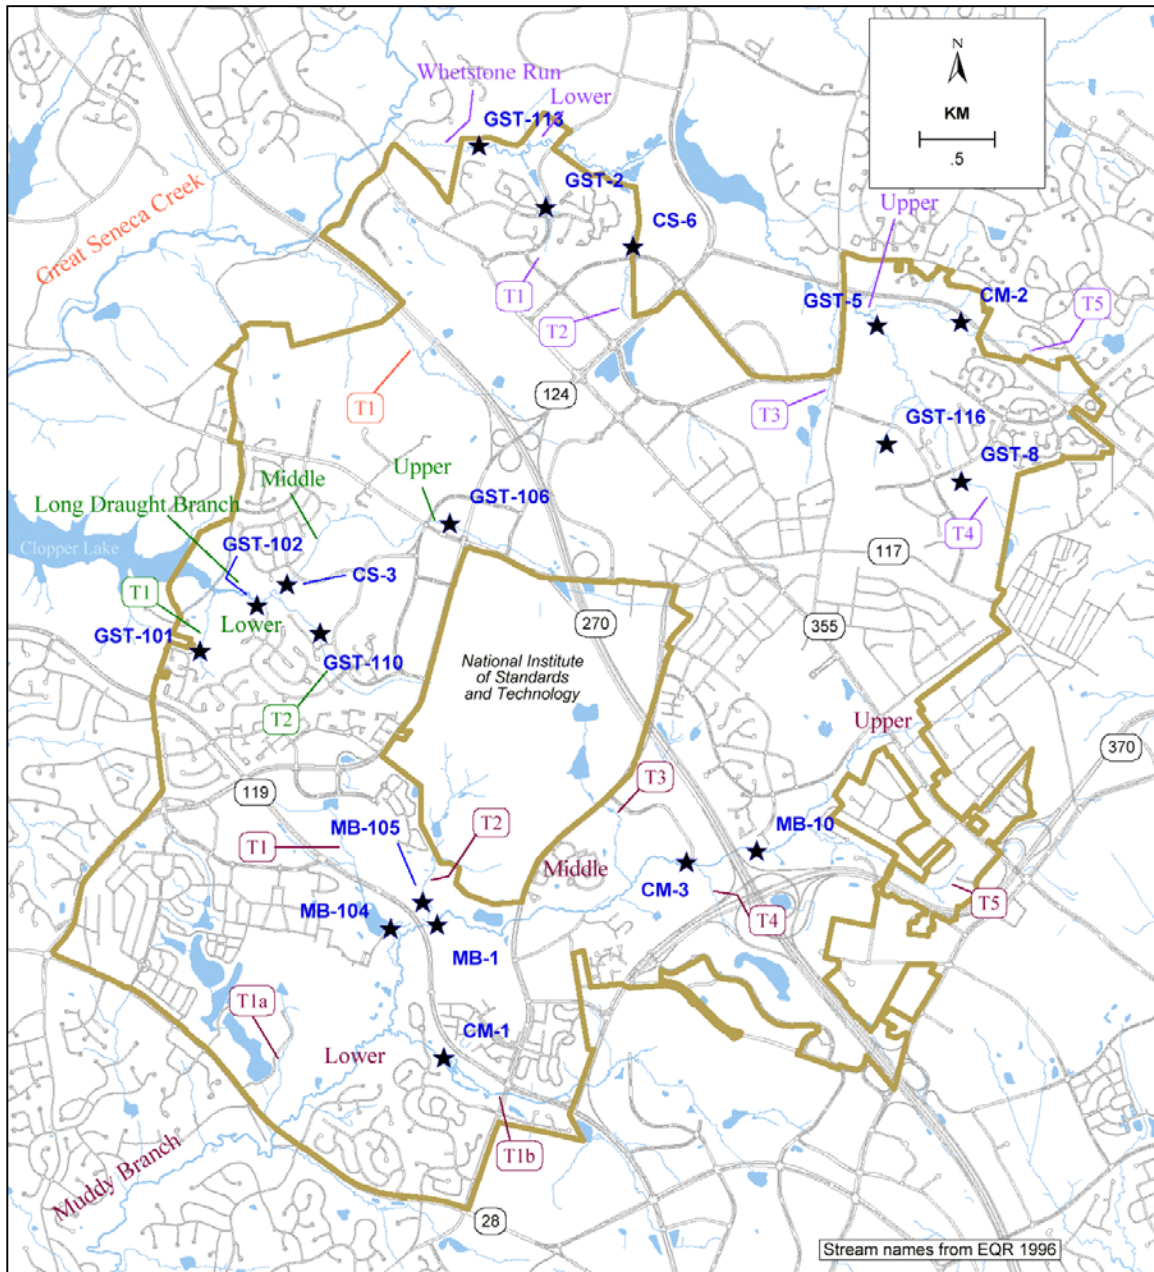 N
KM
.5
Whetstone Run
Lower
GST-113
GST-2
CS-6
Great Seneca Creek
Upper
T1
T2
GST-5
CM-2
T5
T1
T3
124
GST-116
GST-8
Upper
GST-106
Middle
Long Draught Branch
Clopper Lake
GST-102
CS-3
T4
117
T1
Lower
GST-101
GST-110
270
355
National Institute
of Standards
and Technology
T2
Upper
370
119
T3
MB-105
T2
T1
MB-10
Middle
CM-3
T4
T5
MB-104
MB-1
T1a
CM-1
Lower
Muddy Branch
T1b
28
Stream names from EQR 1996